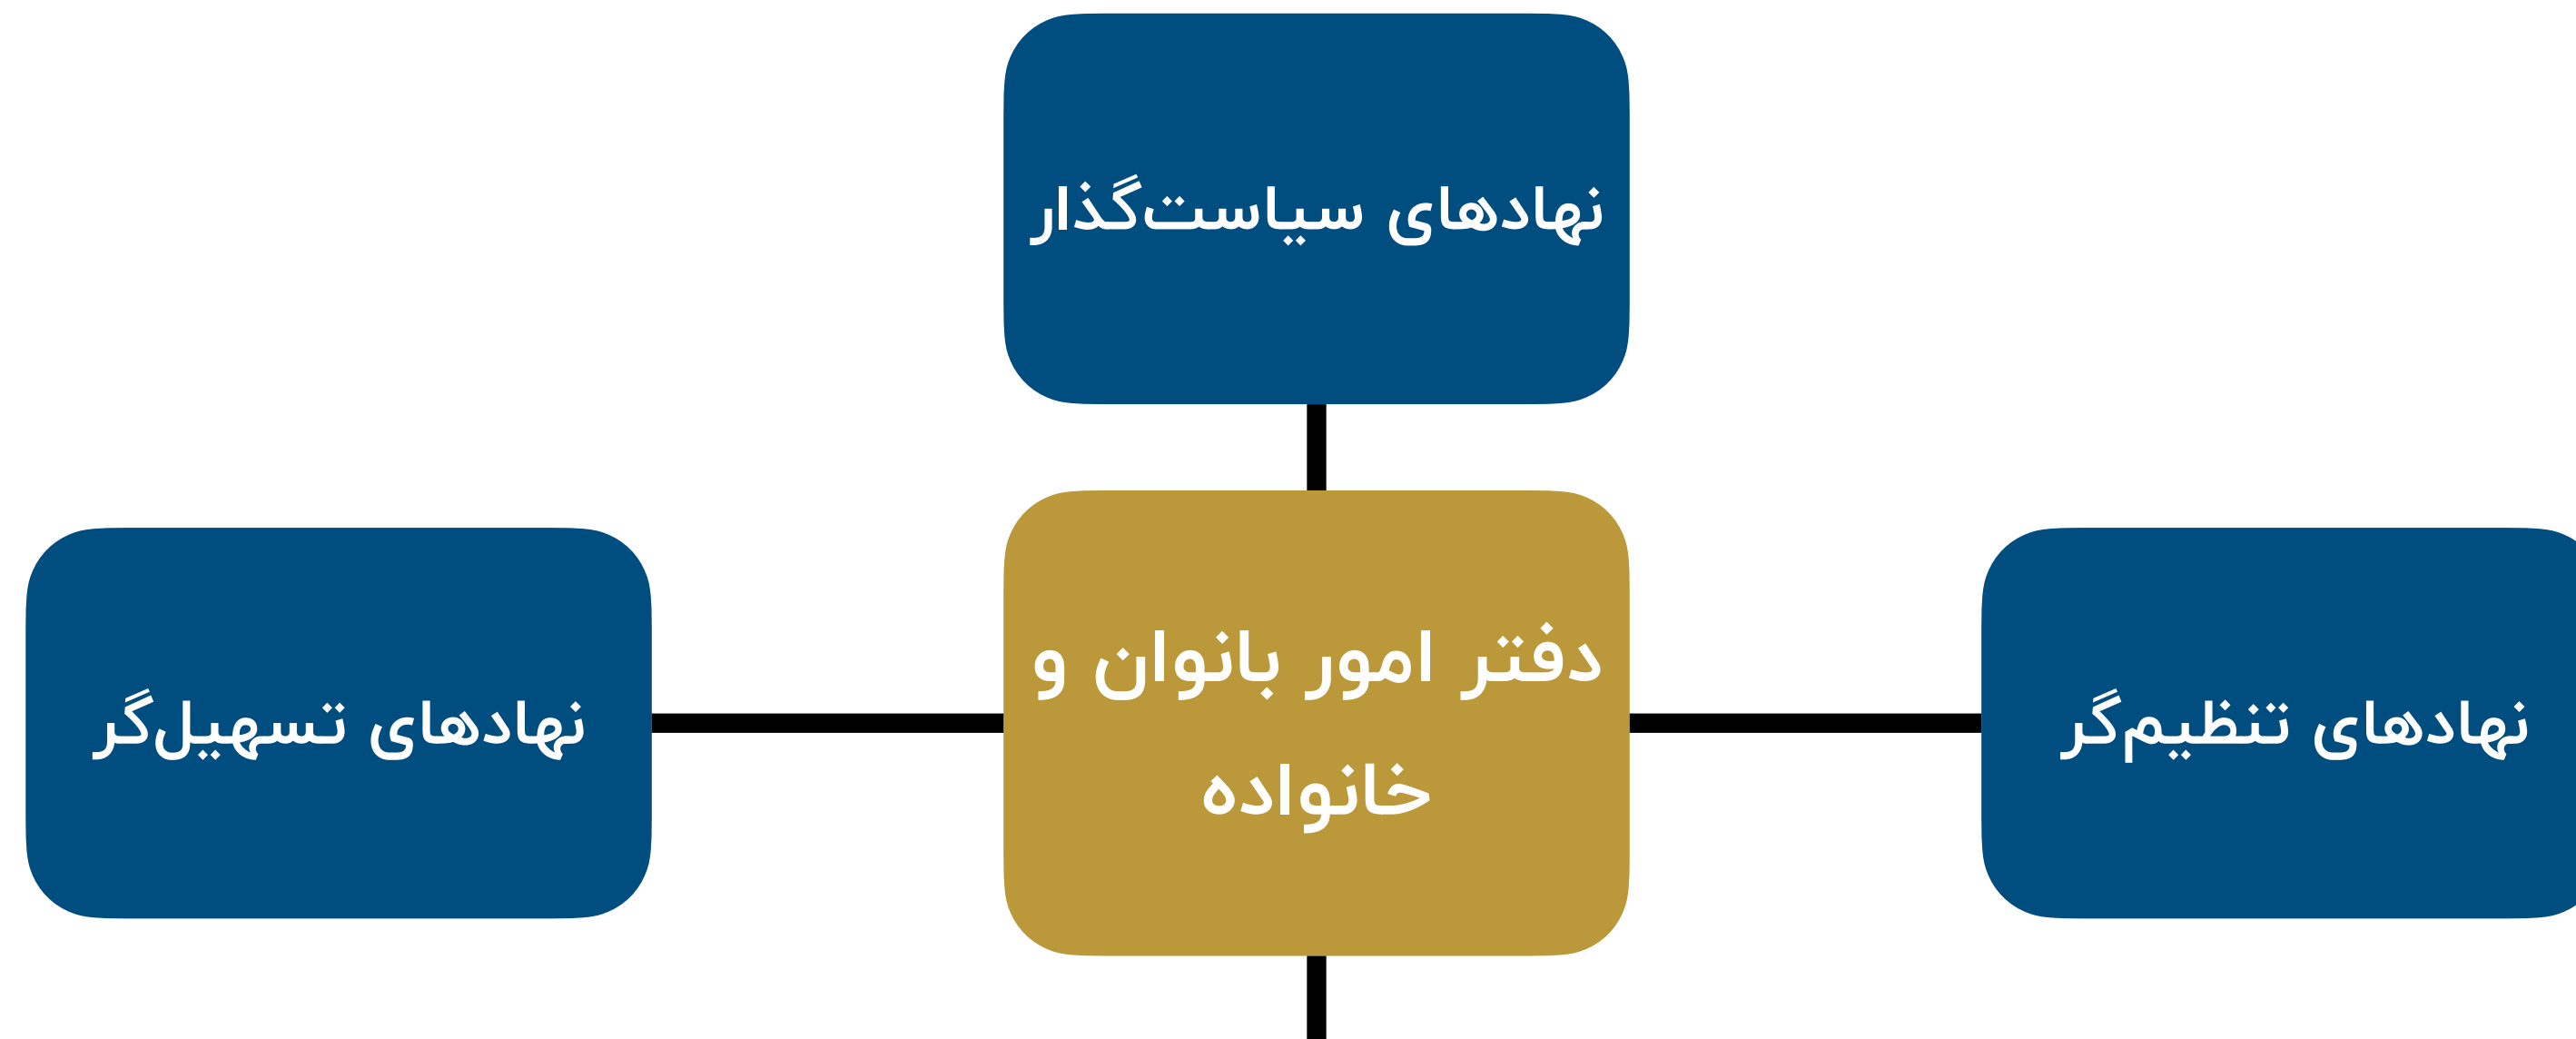 نهادهای سیاست‌گذار
دفتر امور بانوان و
خانواده
نهادهای تنظیم‌گر
نهادهای تسهیل‌گر